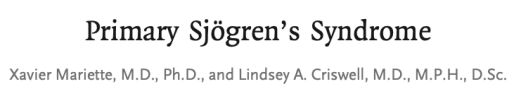 Primary Sjögren’s Syndrome
Xavier Mariette, M.D., Ph.D., and Lindsey A. Criswell, M.D., M.P.H., D.Sc.